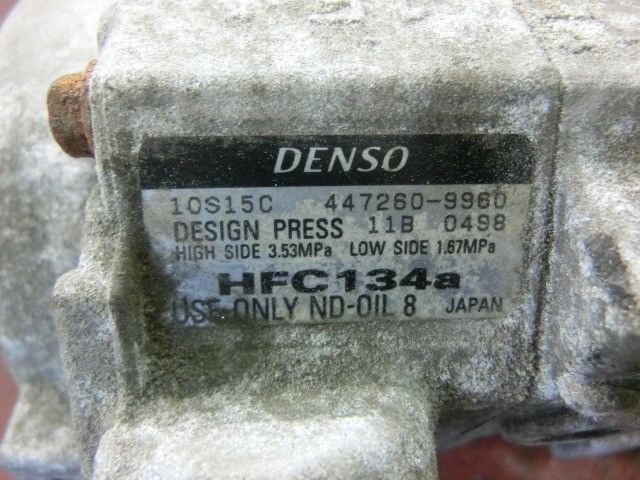 DENSO
10S15C 447260-9960
DESIGN PRESS 11B 0498
HIGH SIDE 3.53MPa LOW SIDE 1.67MPa
HFC134a
USE ONLY ND-OIL 8 JAPAN